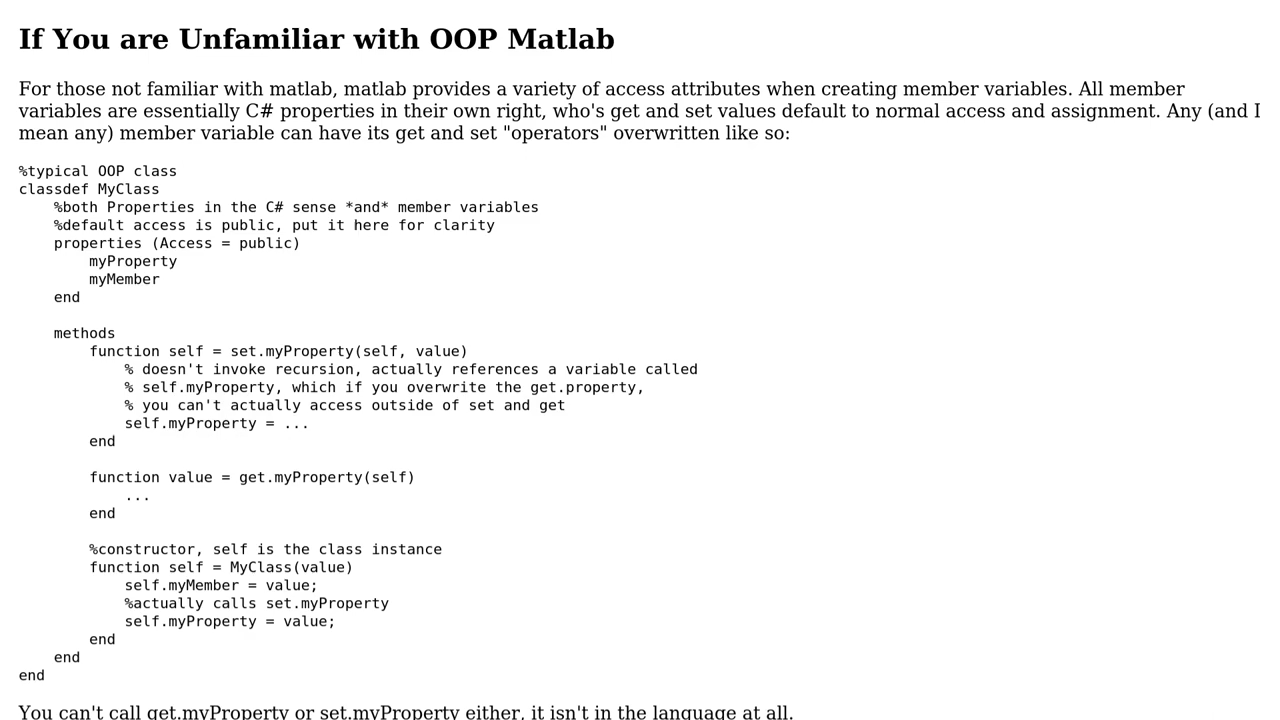 If You are Unfamiliar with OOP Matlab
For those not familiar with matlab, matlab provides a variety of access attributes when creating member variables. All member
variables are essentially C# properties in their own right, who's get and set values default to normal access and assignment. Any (and I
mean any) member variable can have its get and set "operators" overwritten like so:
%typical OOP class
classdef MyClass
    %both Properties in the C# sense *and* member variables
    %default access is public, put it here for clarity
    properties (Access = public)
        myProperty
        myMember
    end

    methods
        function self = set.myProperty(self, value)
            % doesn't invoke recursion, actually references a variable called
            % self.myProperty, which if you overwrite the get.property,
            % you can't actually access outside of set and get
            self.myProperty = ...
        end

        function value = get.myProperty(self)
            ...
        end

        %constructor, self is the class instance
        function self = MyClass(value)
            self.myMember = value;
            %actually calls set.myProperty
            self.myProperty = value;
        end
    end
end
You can't call get.myProperty or set.myProperty either, it isn't in the language at all.